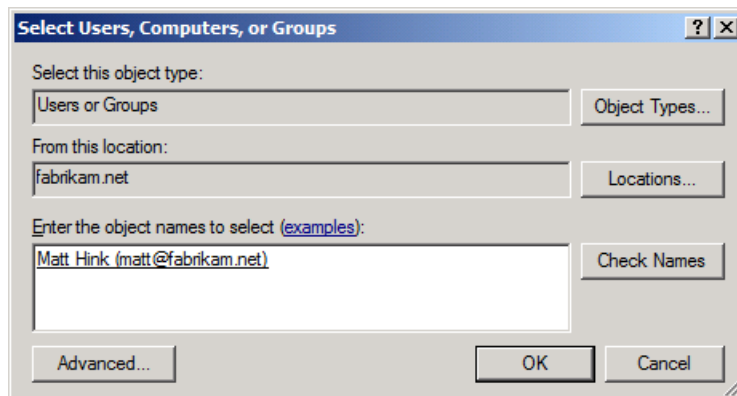 Select Users, Computers, or Groups
Select this object type:
Users or Groups
Object Types...
From this location:
fabrikam.net
Locations...
Enter the object names to select (examples):
Matt Hink (matt@fabrikam.net)
Check Names
Advanced...
OK
Cancel